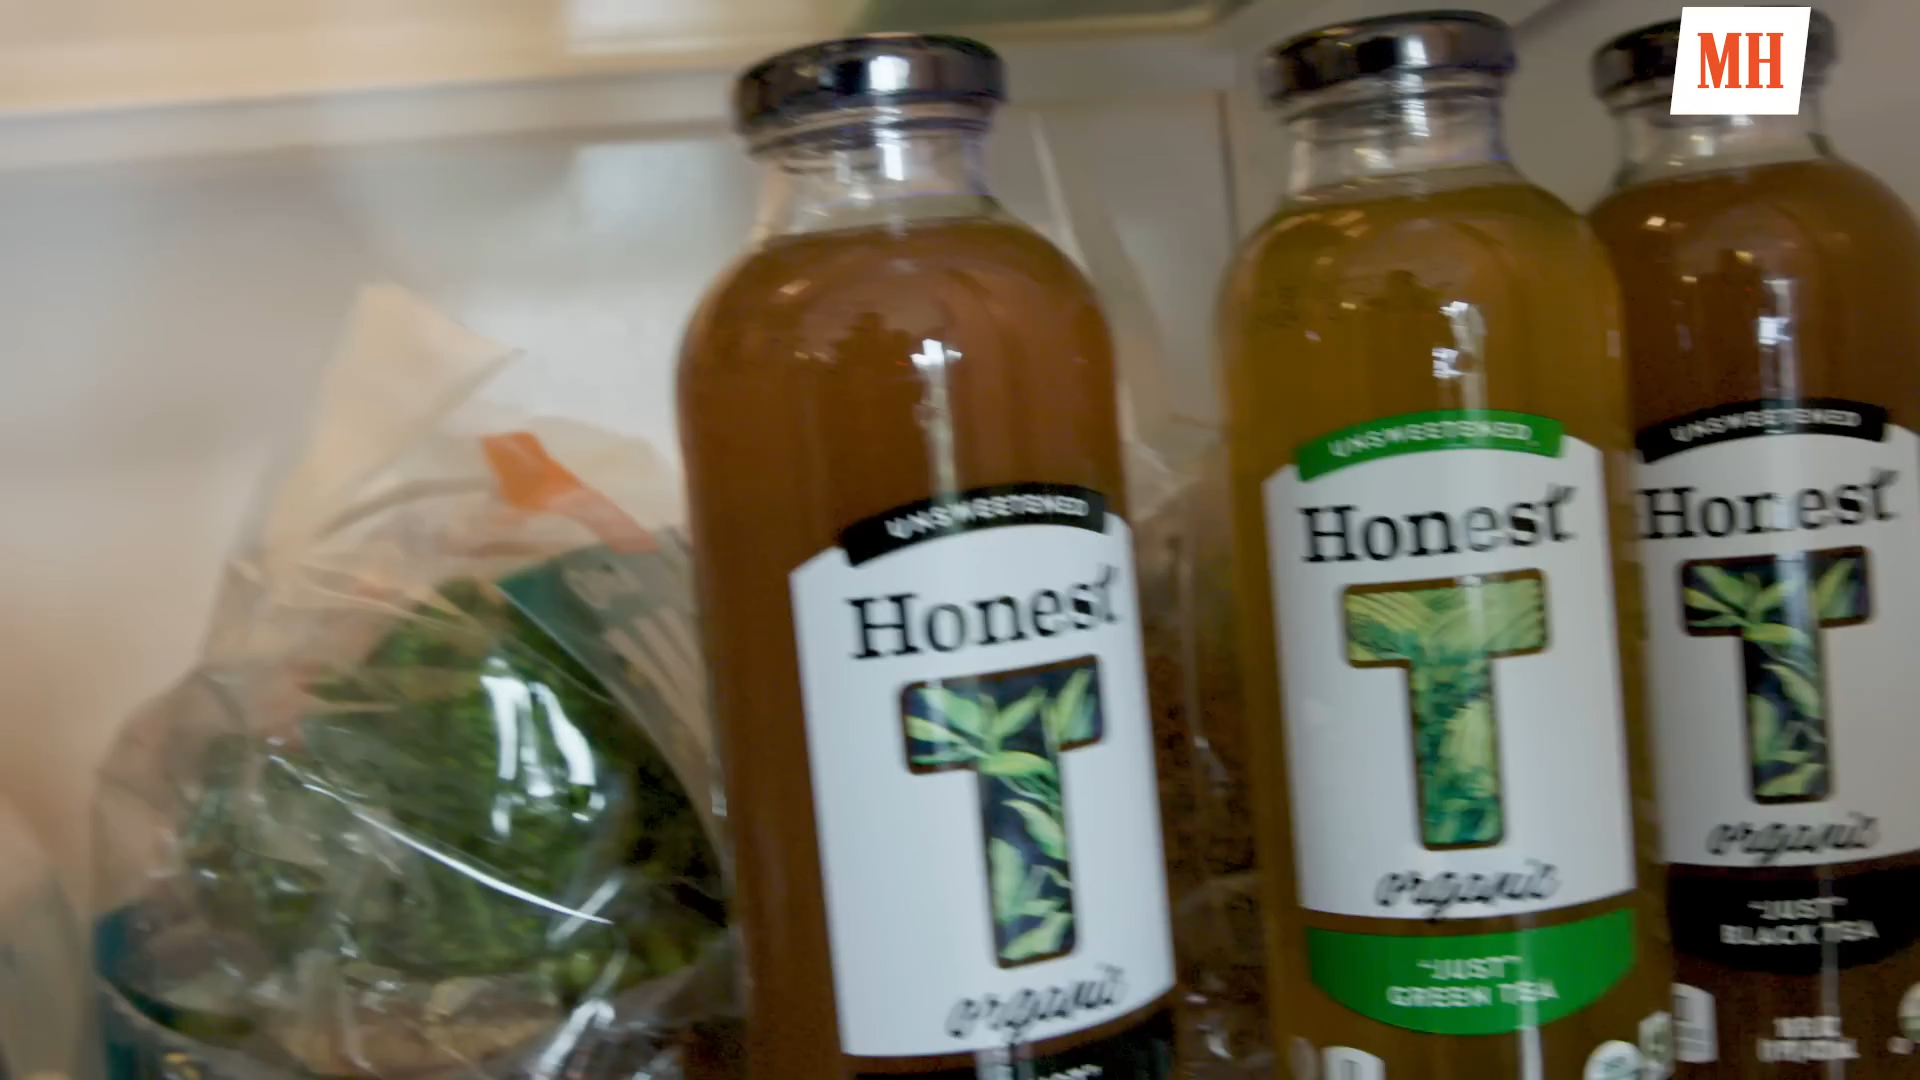 MH
UNSWEETENED
Honest
T
organic
UNSWEETENED
Honest
T
organic
"JUST"
GREEN TEA
UNSWEETENED
Honest
T
organic
"JUST"
BLACK TEA